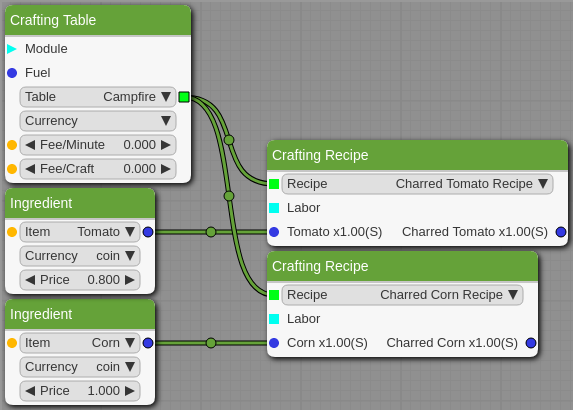 Crafting Table
Module
Fuel
Table Campfire
Currency
Fee/Minute 0.000
Fee/Craft 0.000
Ingredient
Item Tomato
Currency coin
Price 0.800
Ingredient
Item Corn
Currency coin
Price 1.000
Crafting Recipe
Recipe Charred Tomato Recipe
Labor
Tomato x1.00(S) Charred Tomato x1.00(S)
Crafting Recipe
Recipe Charred Corn Recipe
Labor
Corn x1.00(S) Charred Corn x1.00(S)